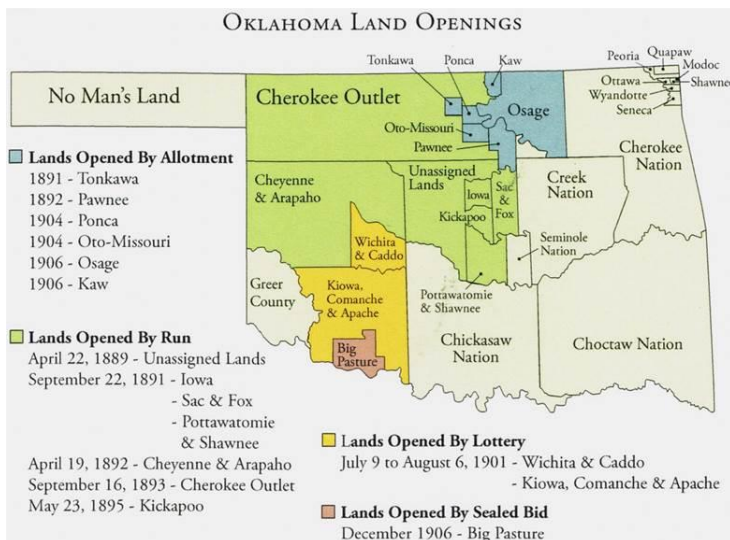 OKLAHOMA LAND OPENINGS
Tonkawa
Ponca
Kaw
Peoria
Quapaw
Modoc
Shawnee
Ottawa
Wyandotte
Seneca
No Man's Land
Cherokee Outlet
Osage
Oto-Missouri
Pawnee
Cherokee
Nation
Lands Opened By Allotment
1891 - Tonkawa
1892 - Pawnee
1904 - Ponca
1904 - Oto-Missouri
1906 - Osage
1906 - Kaw
Cheyenne
& Arapaho
Unassigned
Lands
Iowa
Sac
&
Fox
Kickapoo
Creek
Nation
Wichita
& Caddo
Seminole
Nation
Greer
County
Kiowa,
Comanche
& Apache
Pottawatomie
& Shawnee
Big
Pasture
Chickasaw
Nation
Choctaw Nation
Lands Opened By Run
April 22, 1889 - Unassigned Lands
September 22, 1891 - Iowa
- Sac & Fox
- Pottawatomie
& Shawnee
April 19, 1892 - Cheyenne & Arapaho
September 16, 1893 - Cherokee Outlet
May 23, 1895 - Kickapoo
Lands Opened By Lottery
July 9 to August 6, 1901 - Wichita & Caddo
- Kiowa, Comanche & Apache
Lands Opened By Sealed Bid
December 1906 - Big Pasture